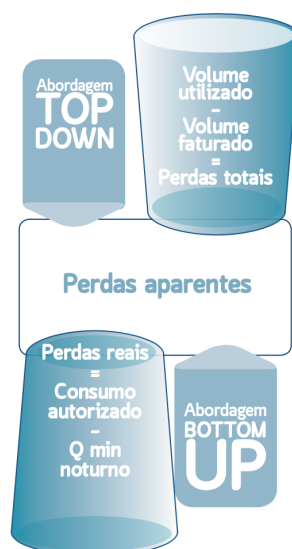 Abordagem
TOP
DOWN
Volume
utilizado
-
Volume
faturado
=
Perdas totais
Perdas aparentes
Perdas reais
=
Consumo
autorizado
-
Q min
noturno
Abordagem
BOTTOM
UP